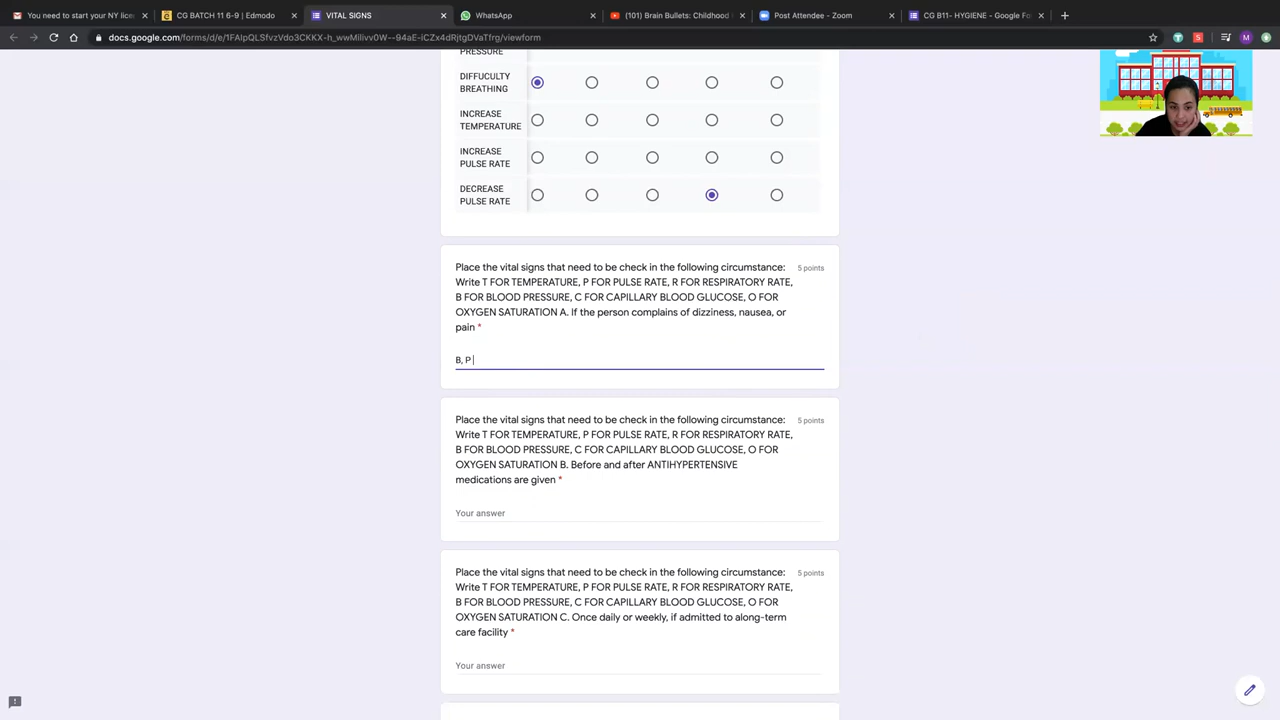 You need to start your NY licen
CG BATCH 11 6-9 | Edmodo
VITAL SIGNS
WhatsApp
(101) Brain Bullets: Childhood
Post Attendee - Zoom
CG B11- HYGIENE - Google Fo
docs.google.com/forms/d/e/1FAIpQLSfvzVdo3CKKX-h_wwMilivv0W--94aE-iCZx4dRjtgDVaTfrg/viewform
PRESSURE
DIFFUCULTY
BREATHING
INCREASE
TEMPERATURE
INCREASE
PULSE RATE
DECREASE
PULSE RATE
Place the vital signs that need to be check in the following circumstance: 5 points
Write T FOR TEMPERATURE, P FOR PULSE RATE, R FOR RESPIRATORY RATE,
B FOR BLOOD PRESSURE, C FOR CAPILLARY BLOOD GLUCOSE, O FOR
OXYGEN SATURATION A. If the person complains of dizziness, nausea, or
pain *
B, P
Place the vital signs that need to be check in the following circumstance: 5 points
Write T FOR TEMPERATURE, P FOR PULSE RATE, R FOR RESPIRATORY RATE,
B FOR BLOOD PRESSURE, C FOR CAPILLARY BLOOD GLUCOSE, O FOR
OXYGEN SATURATION B. Before and after ANTIHYPERTENSIVE
medications are given *
Your answer
Place the vital signs that need to be check in the following circumstance: 5 points
Write T FOR TEMPERATURE, P FOR PULSE RATE, R FOR RESPIRATORY RATE,
B FOR BLOOD PRESSURE, C FOR CAPILLARY BLOOD GLUCOSE, O FOR
OXYGEN SATURATION C. Once daily or weekly, if admitted to along-term
care facility *
Your answer